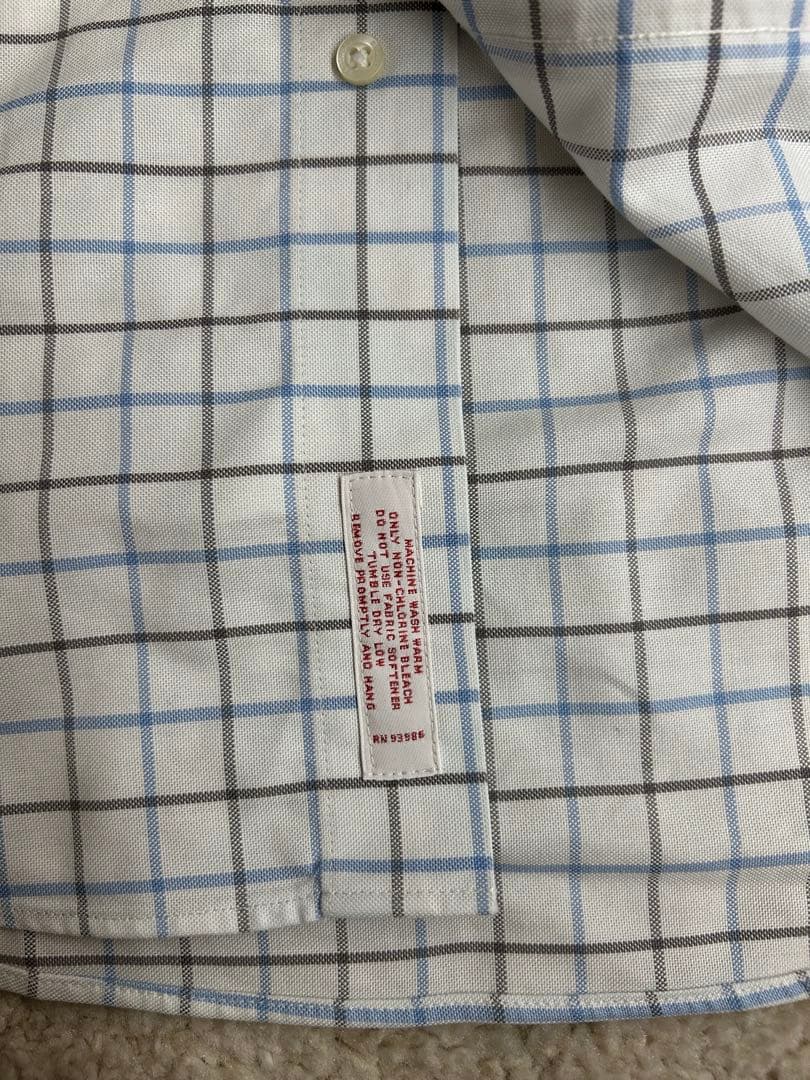 MACHINE WASH WARM
ONLY NON-CHLORINE BLEACH
DO NOT USE FABRIC SOFTENER
TUMBLE DRY LOW
REMOVE PROMPTLY AND HANG
RN 93986